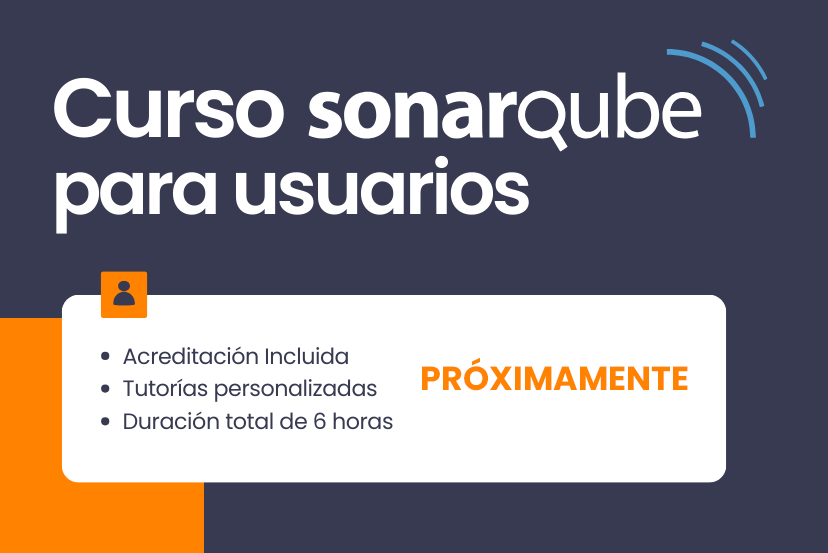 Curso sonarqube
para usuarios
• Acreditación Incluida
• Tutorías personalizadas
• Duración total de 6 horas
PRÓXIMAMENTE